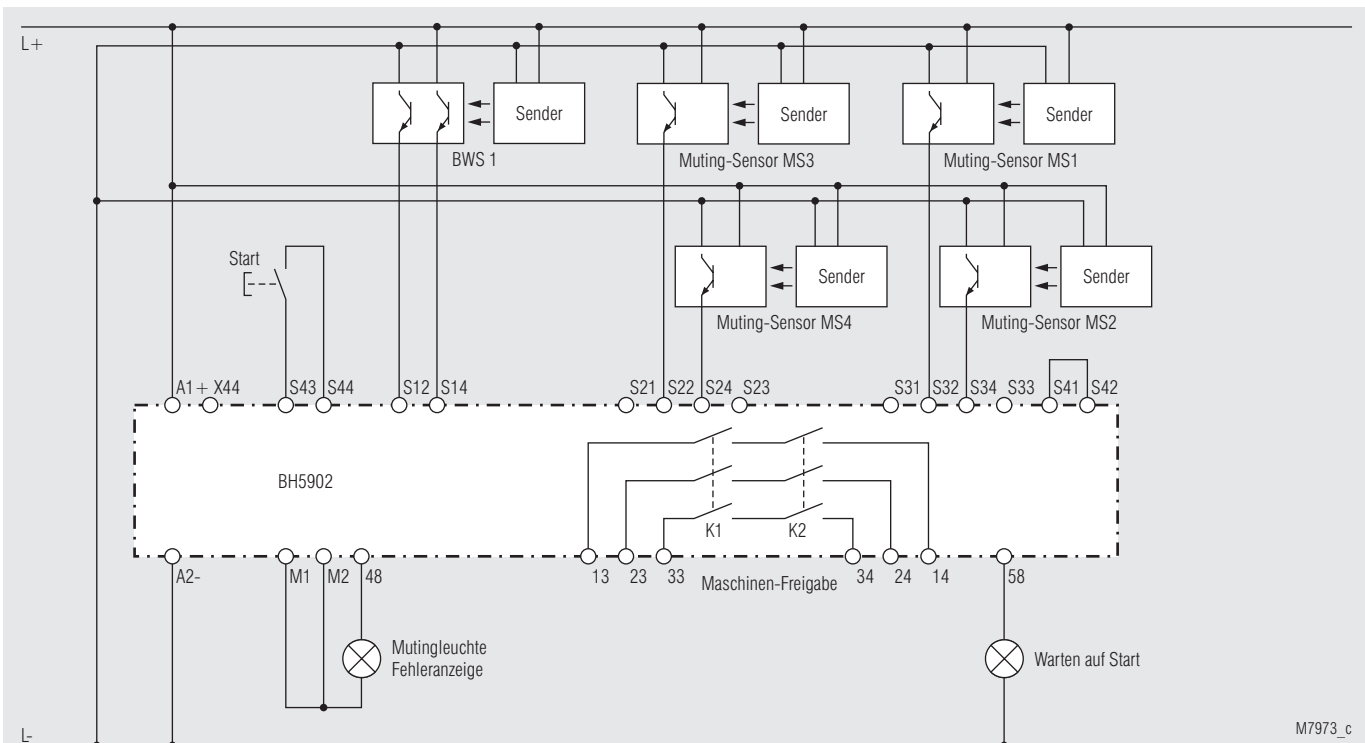 L+
Sender
Sender
Sender
BWS 1
Muting-Sensor MS3
Muting-Sensor MS1
Start
Sender
Sender
Muting-Sensor MS4
Muting-Sensor MS2
A1+ X44 S43 S44 S12 S14 S21 S22 S24 S23 S31 S32 S34 S33 S41 S42
BH5902
K1 K2
A2- M1 M2 48 13 23 33 Maschinen-Freigabe 34 24 14 58
Mutingleuchte
Fehleranzeige
Warten auf Start
L-
M7973_c